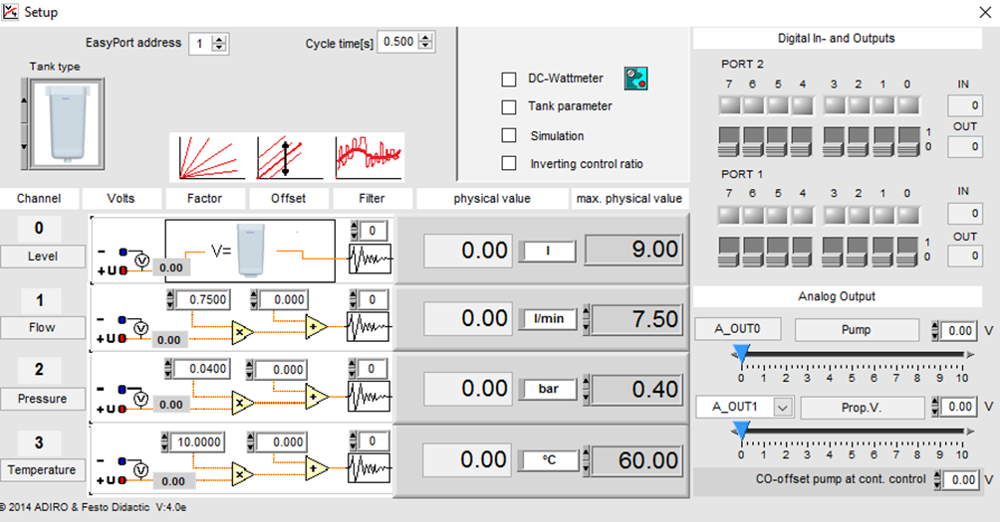 Setup
EasyPort address 1
Cycle time[s] 0.500
Tank type
DC-Wattmeter
Tank parameter
Simulation
Inverting control ratio
Channel Volts Factor Offset Filter physical value max. physical value
0
Level
- +U V 0.00 V= 0 0.00 l 9.00
1
Flow
- +U V 0.00 0.7500 x 0.000 + 0 0.00 l/min 7.50
2
Pressure
- +U V 0.00 0.0400 x 0.000 + 0 0.00 bar 0.40
3
Temperature
- +U V 0.00 10.0000 x 0.000 + 0 0.00 °C 60.00
© 2014 ADIRO & Festo Didactic V:4.0e
Digital In- and Outputs
PORT 2
7 6 5 4 3 2 1 0 IN
0
OUT
1
0 0
PORT 1
7 6 5 4 3 2 1 0 IN
0
OUT
1
0 0
Analog Output
A_OUT0 Pump 0.00 V
0 1 2 3 4 5 6 7 8 9 10
A_OUT1 Prop.V. 0.00 V
0 1 2 3 4 5 6 7 8 9 10
CO-offset pump at cont. control 0.00 V